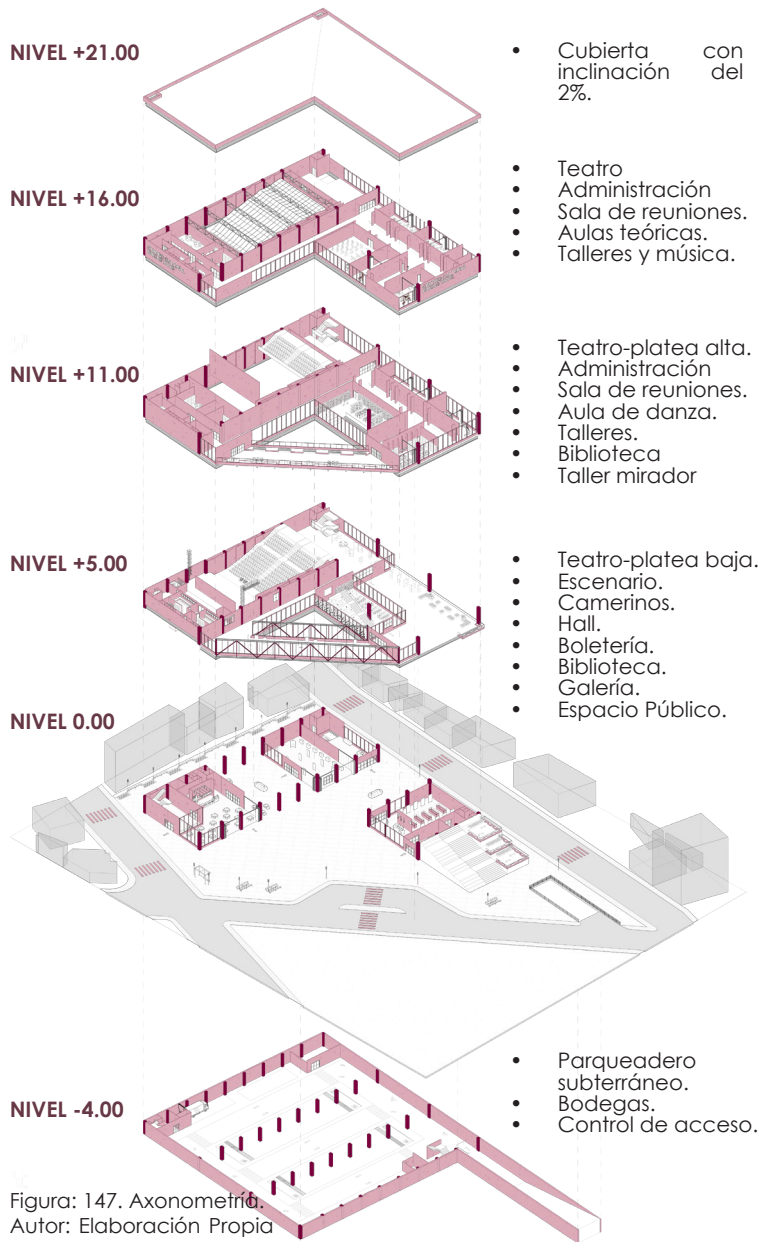 NIVEL +21.00
• Cubierta con
inclinación del
2%.
NIVEL +16.00
• Teatro
• Administración
• Sala de reuniones.
• Aulas teóricas.
• Talleres y música.
NIVEL +11.00
• Teatro-platea alta.
• Administración
• Sala de reuniones.
• Aula de danza.
• Talleres.
• Biblioteca
• Taller mirador
NIVEL +5.00
• Teatro-platea baja.
• Escenario.
• Camerinos.
• Hall.
• Boletería.
• Biblioteca.
• Galería.
• Espacio Público.
NIVEL 0.00
NIVEL -4.00
• Parqueadero
subterráneo.
• Bodegas.
• Control de acceso.
Figura: 147. Axonometría.
Autor: Elaboración Propia